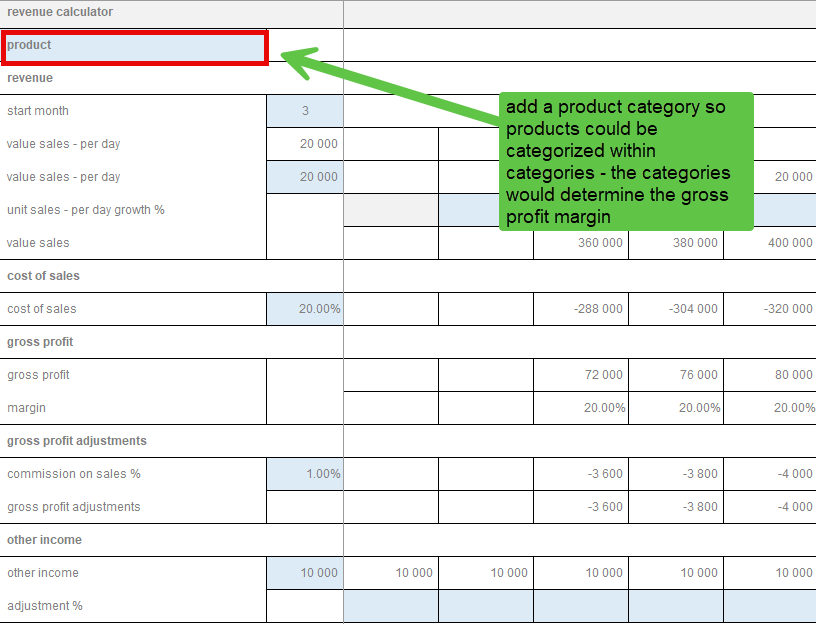 revenue calculator
product
revenue
start month 3
value sales - per day 20 000
value sales - per day 20 000 20 000
unit sales - per day growth %
value sales 360 000 380 000 400 000
cost of sales
cost of sales 20.00% -288 000 -304 000 -320 000
gross profit
gross profit 72 000 76 000 80 000
margin 20.00% 20.00% 20.00%
gross profit adjustments
commission on sales % 1.00% -3 600 -3 800 -4 000
gross profit adjustments -3 600 -3 800 -4 000
other income
other income 10 000 10 000 10 000 10 000 10 000 10 000
adjustment %
add a product category so
products could be
categorized within
categories - the categories
would determine the gross
profit margin